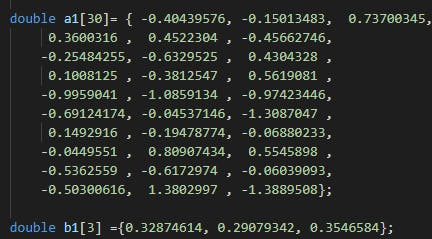 double a1[30]= { -0.40439576, -0.15013483,  0.73700345,
0.3600316 , 0.4522304 , -0.45662746,
-0.25484255, -0.6329525 , 0.4304328 ,
0.1008125 , -0.3812547 , 0.5619081 ,
-0.9959041 , -1.0859134 , -0.97423446,
-0.69124174, -0.04537146, -1.3087047 ,
0.1492916 , -0.19478774, -0.06880233,
-0.0449551 , 0.80907434, 0.5545898 ,
-0.5362559 , -0.6172974 , -0.06039093,
-0.50300616, 1.3802997 , -1.3889508};
double b1[3] ={0.32874614, 0.29079342, 0.3546584};